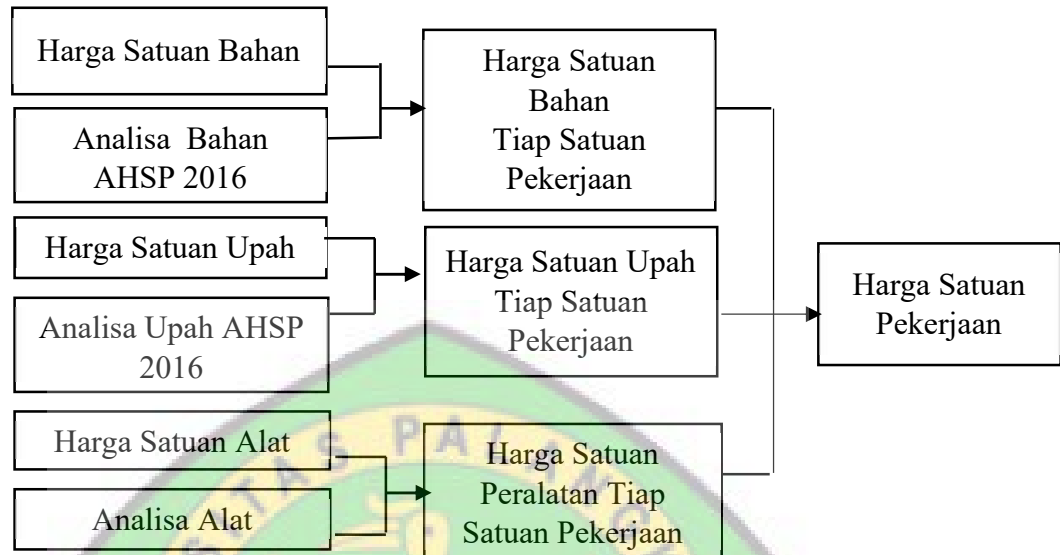 Harga Satuan Bahan
Analisa Bahan
AHSP 2016
Harga Satuan Upah
Analisa Upah AHSP
2016
Harga Satuan Alat
Analisa Alat
Harga Satuan
Bahan
Tiap Satuan
Pekerjaan
Harga Satuan Upah
Tiap Satuan
Pekerjaan
Harga Satuan
Peralatan Tiap
Satuan Pekerjaan
Harga Satuan
Pekerjaan